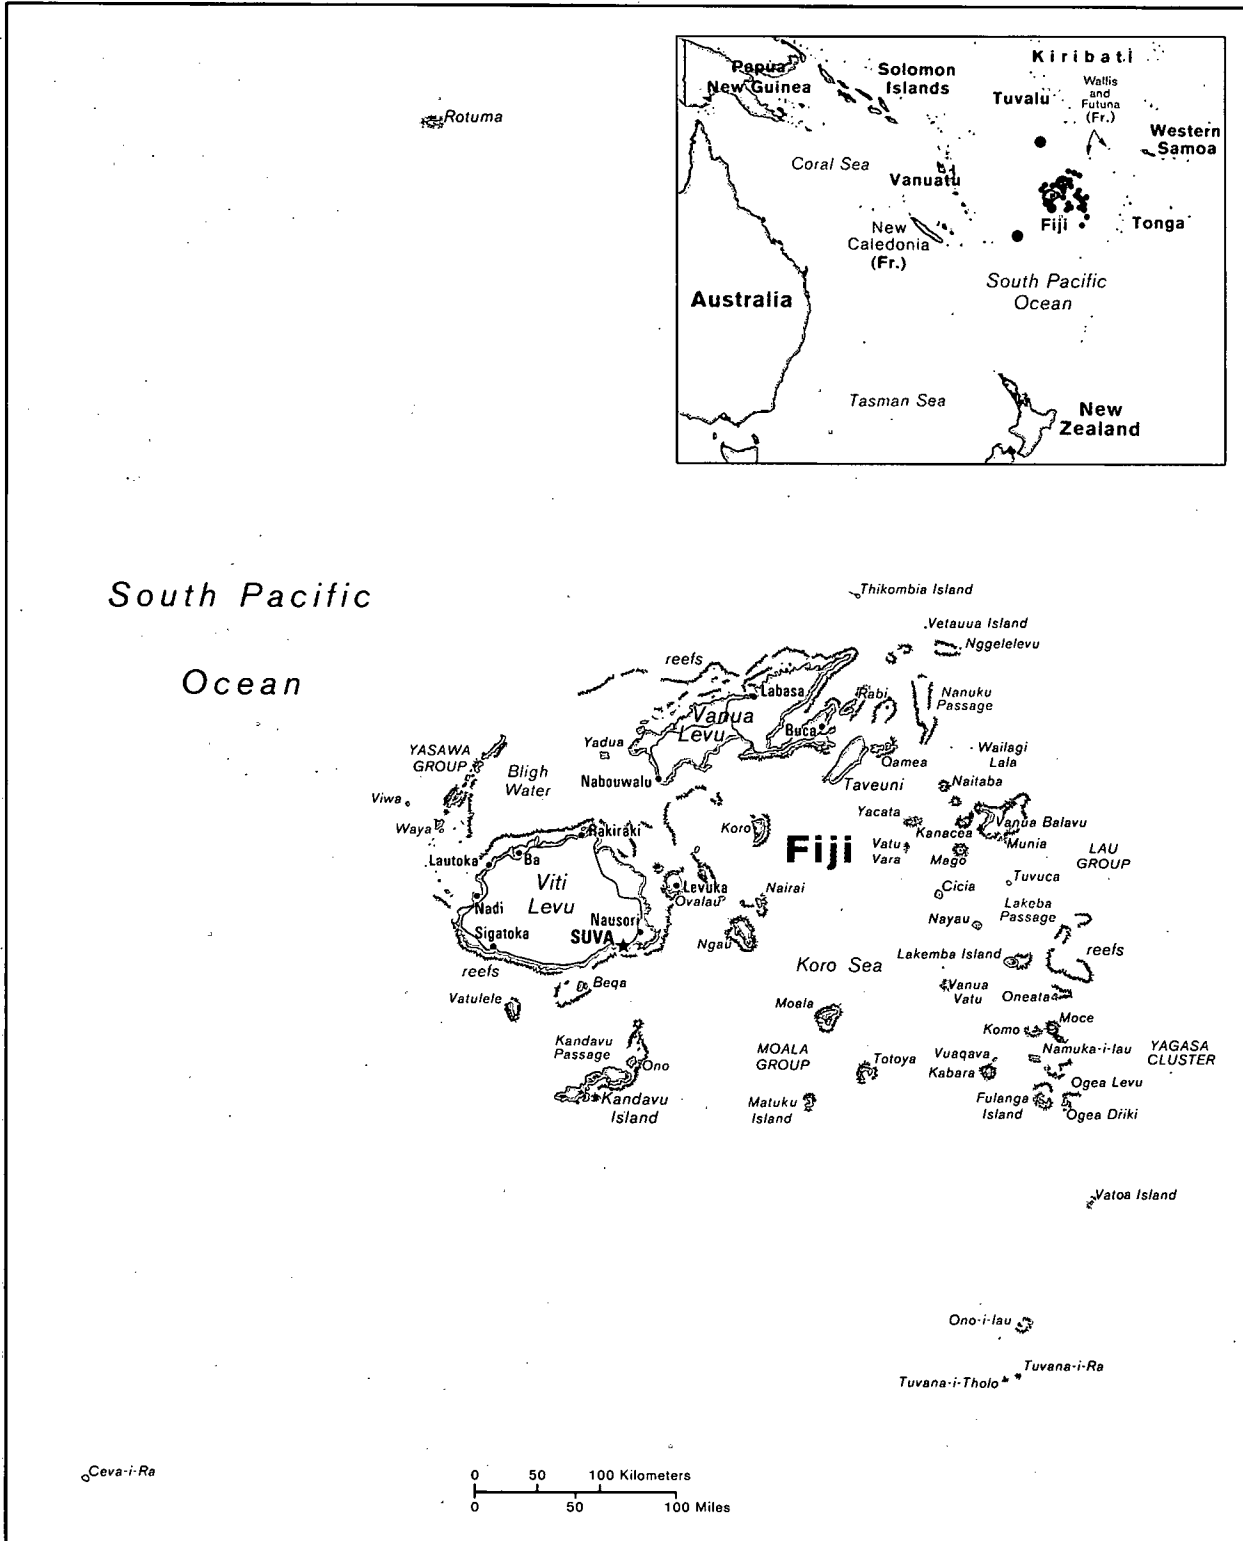 Kiribati
Papua
New Guinea
Solomon
Islands
Wallis
and
Futuna
(Fr.)
Tuvalu
Western
Samoa
Coral Sea
Vanuatu
New
Caledonia
(Fr.)
Fiji
Tonga
Australia
South Pacific
Ocean
Tasman Sea
New
Zealand
Rotuma
South Pacific
Ocean
Thikombia Island
Vetauua Island
Nggelelevu
reefs
Labasa
Rabi
Nanuku
Passage
Vanua
Levu
Buca
Yadua
YASAWA
GROUP
Bligh
Water
Nabouwalu
Qamea
Taveuni
Wailagi
Lala
Naitaba
Viwa
Waya
Yacata
Kanacea
Vanua Balavu
Rakiraki
Koro
Fiji
Vatu
Vara
Mago
Munia
LAU
GROUP
Lautoka
Ba
Viti
Levu
Levuka
Ovalau
Nairai
Cicia
Tuvuca
Nadi
Nausori
SUVA
Sigatoka
Ngau
Nayau
Lakeba
Passage
reefs
Koro Sea
Lakemba Island
reefs
Beqa
Vatulele
Vanua
Vatu
Oneata
Moala
Komo
Moce
Kandavu
Passage
Ono
MOALA
GROUP
Totoya
Vuaqava
Kabara
Namuka-i-lau
YAGASA
CLUSTER
Kandavu
Island
Matuku
Island
Fulanga
Island
Ogea Levu
Ogea Driki
Vatoa Island
Ono-i-lau
Tuvana-i-Ra
Tuvana-i-Tholo
Ceva-i-Ra
0 50 100 Kilometers
0 50 100 Miles